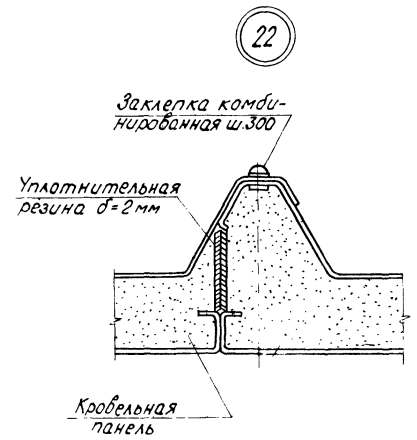 22
Заклепка комби-
нированная ш.300
Уплотнительная
резина δ=2мм
Кровельная
панель